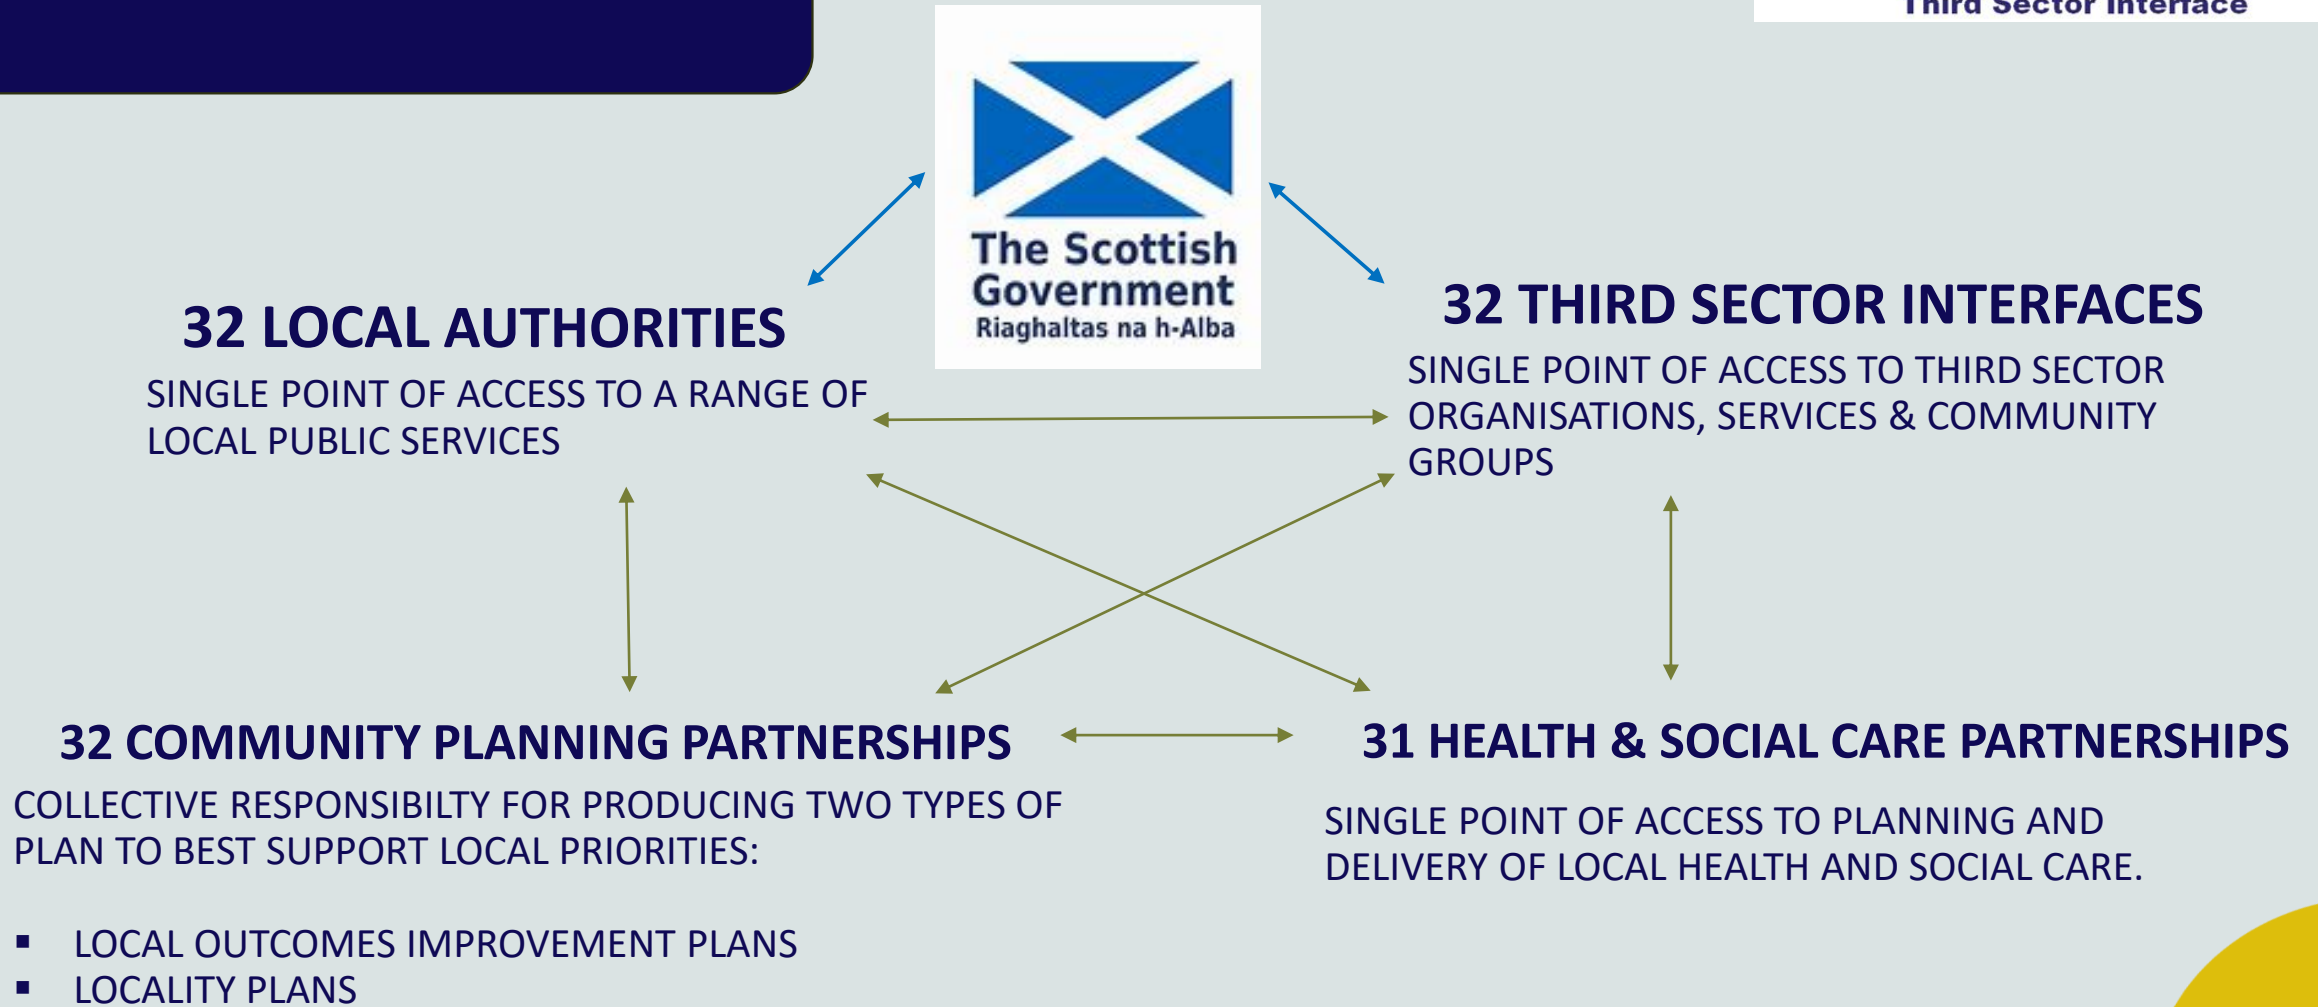 Third Sector Interface
The Scottish
Government
Riaghaltas na h-Alba
32 LOCAL AUTHORITIES
SINGLE POINT OF ACCESS TO A RANGE OF
LOCAL PUBLIC SERVICES
32 THIRD SECTOR INTERFACES
SINGLE POINT OF ACCESS TO THIRD SECTOR
ORGANISATIONS, SERVICES & COMMUNITY
GROUPS
32 COMMUNITY PLANNING PARTNERSHIPS
COLLECTIVE RESPONSIBILTY FOR PRODUCING TWO TYPES OF
PLAN TO BEST SUPPORT LOCAL PRIORITIES:
▪ LOCAL OUTCOMES IMPROVEMENT PLANS
▪ LOCALITY PLANS
31 HEALTH & SOCIAL CARE PARTNERSHIPS
SINGLE POINT OF ACCESS TO PLANNING AND
DELIVERY OF LOCAL HEALTH AND SOCIAL CARE.